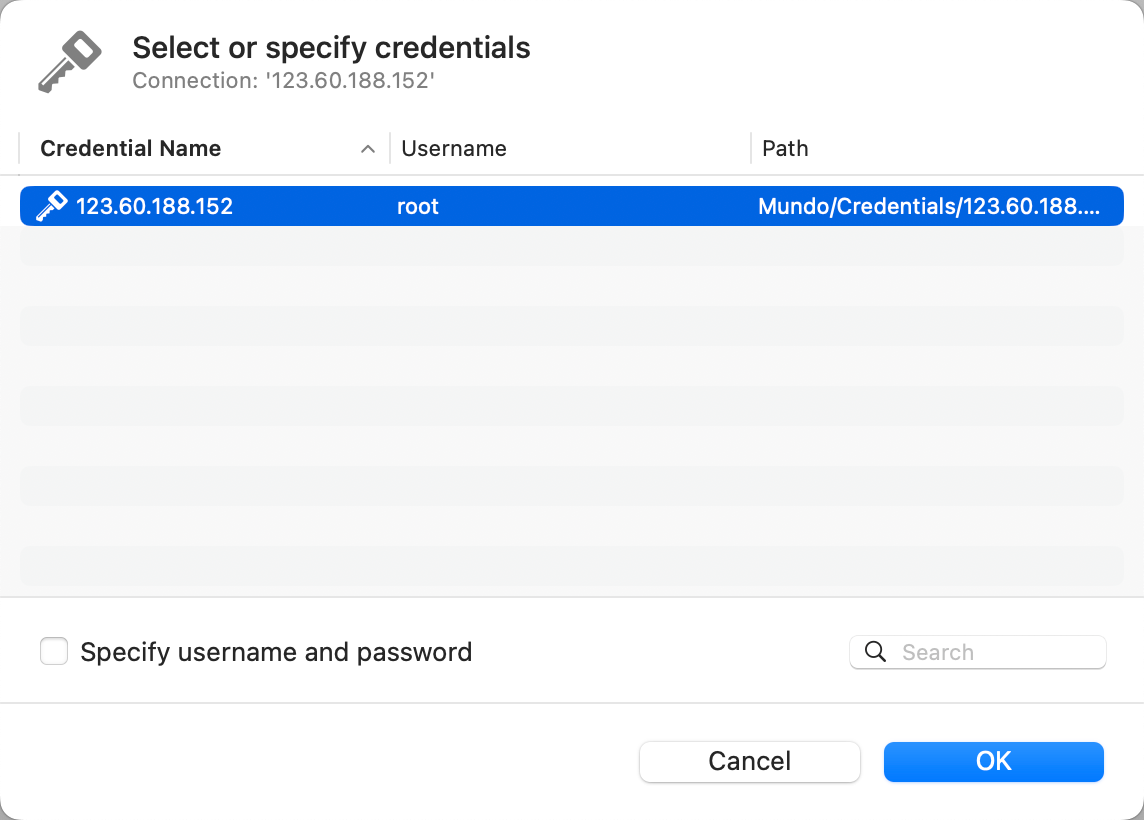 Select or specify credentials
Connection: '123.60.188.152'
Credential Name Username Path
123.60.188.152 root Mundo/Credentials/123.60.188....
Specify username and password Search
Cancel OK